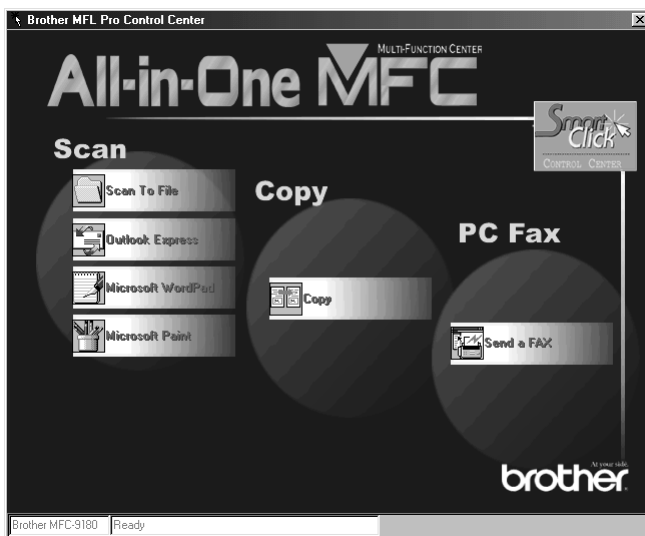 Brother MFL Pro Control Center
MULTI-FUNCTION CENTER
All-in-One MFC
Smart
Click
CONTROL CENTER
Scan
Scan To File
Outlook Express
Microsoft WordPad
Microsoft Paint
Copy
Copy
PC Fax
Send a FAX
At your side.
brother
Brother MFC-9180
Ready